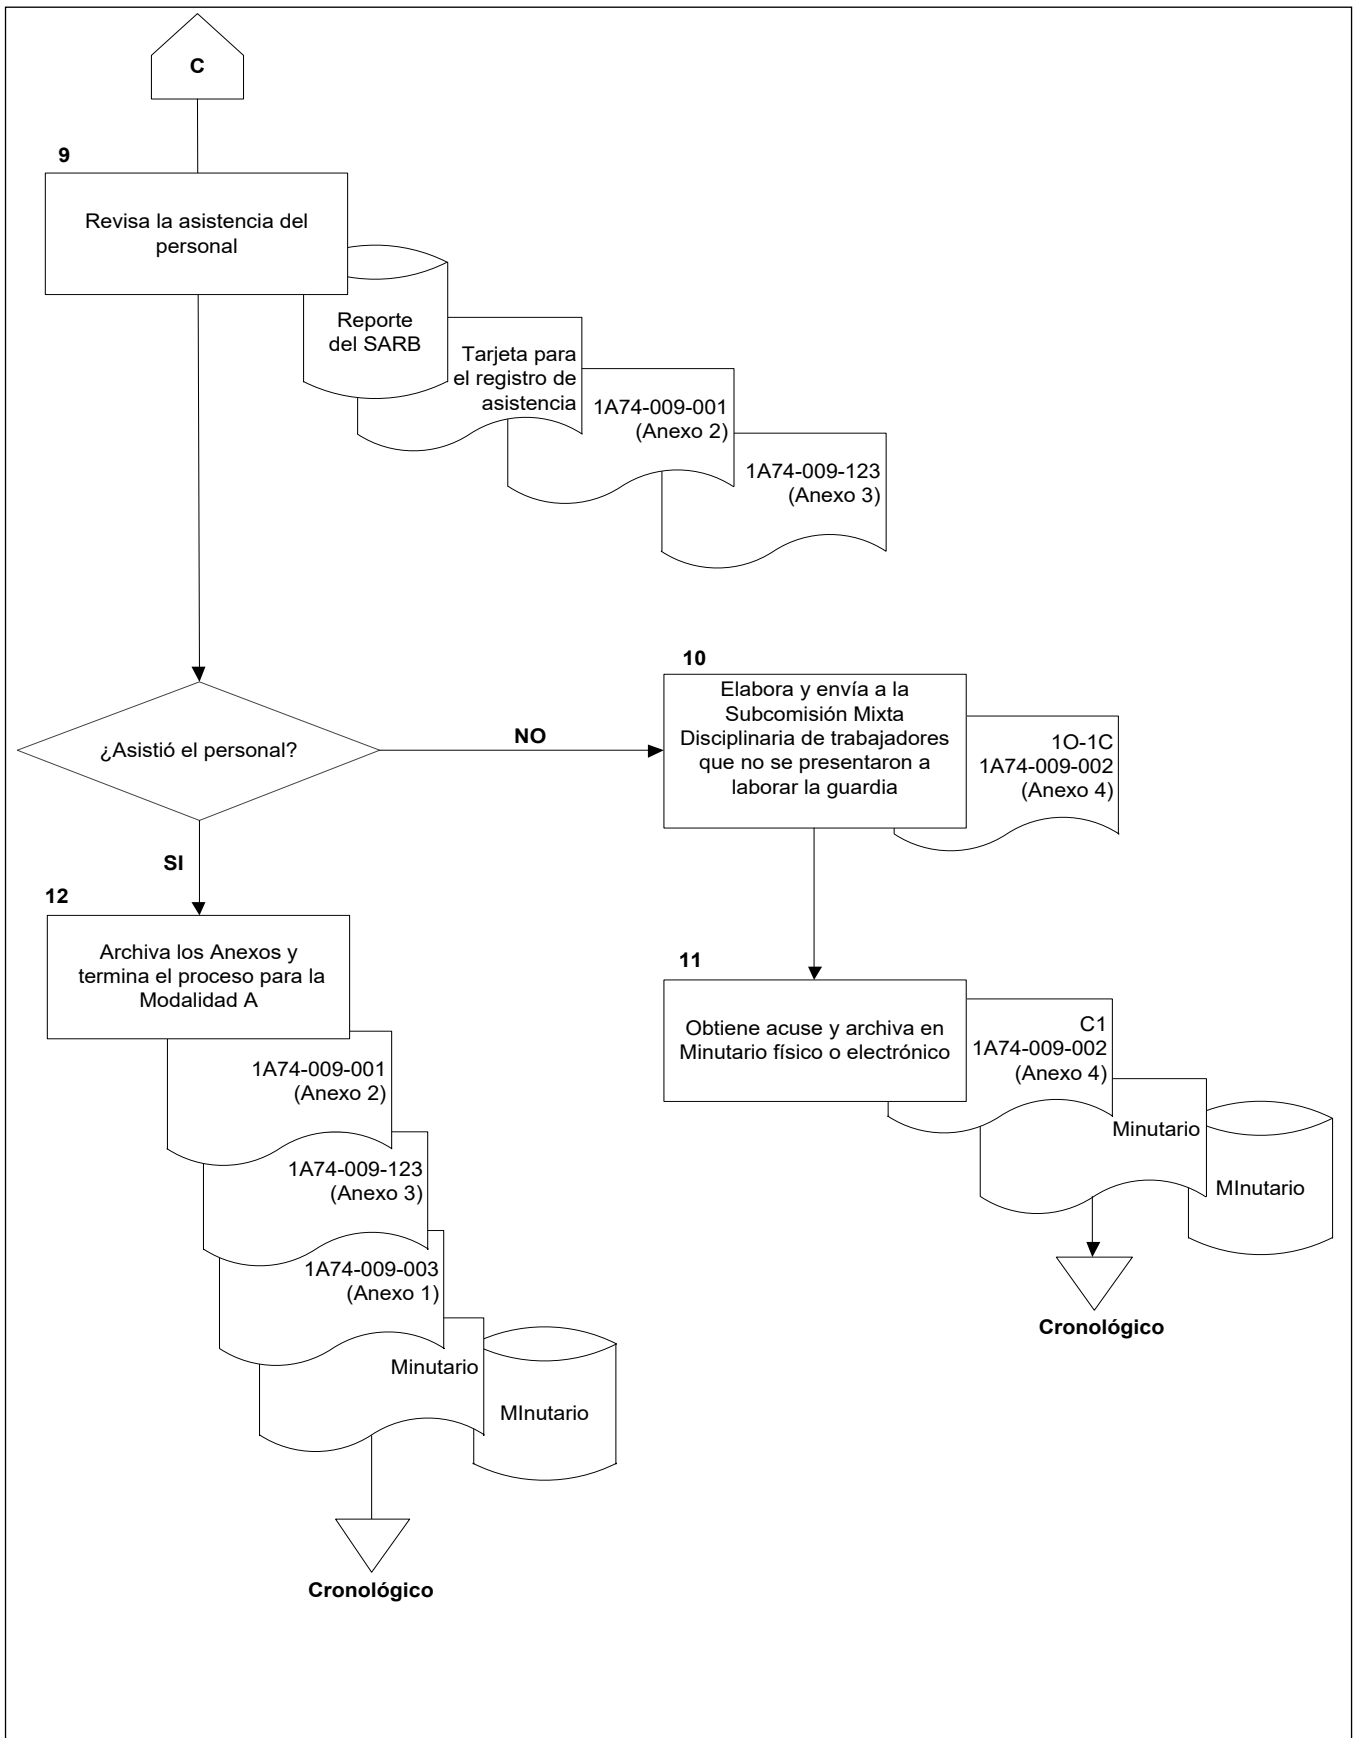 C
9
Revisa la asistencia del
personal
Reporte
del SARB
Tarjeta para
el registro de
asistencia
1A74-009-001
(Anexo 2)
1A74-009-123
(Anexo 3)
¿Asistió el personal?
NO
10
Elabora y envía a la
Subcomisión Mixta
Disciplinaria de trabajadores
que no se presentaron a
laborar la guardia
1O-1C
1A74-009-002
(Anexo 4)
11
Obtiene acuse y archiva en
Minutario físico o electrónico
C1
1A74-009-002
(Anexo 4)
Minutario
MInutario
Cronológico
SI
12
Archiva los Anexos y
termina el proceso para la
Modalidad A
1A74-009-001
(Anexo 2)
1A74-009-123
(Anexo 3)
1A74-009-003
(Anexo 1)
Minutario
MInutario
Cronológico